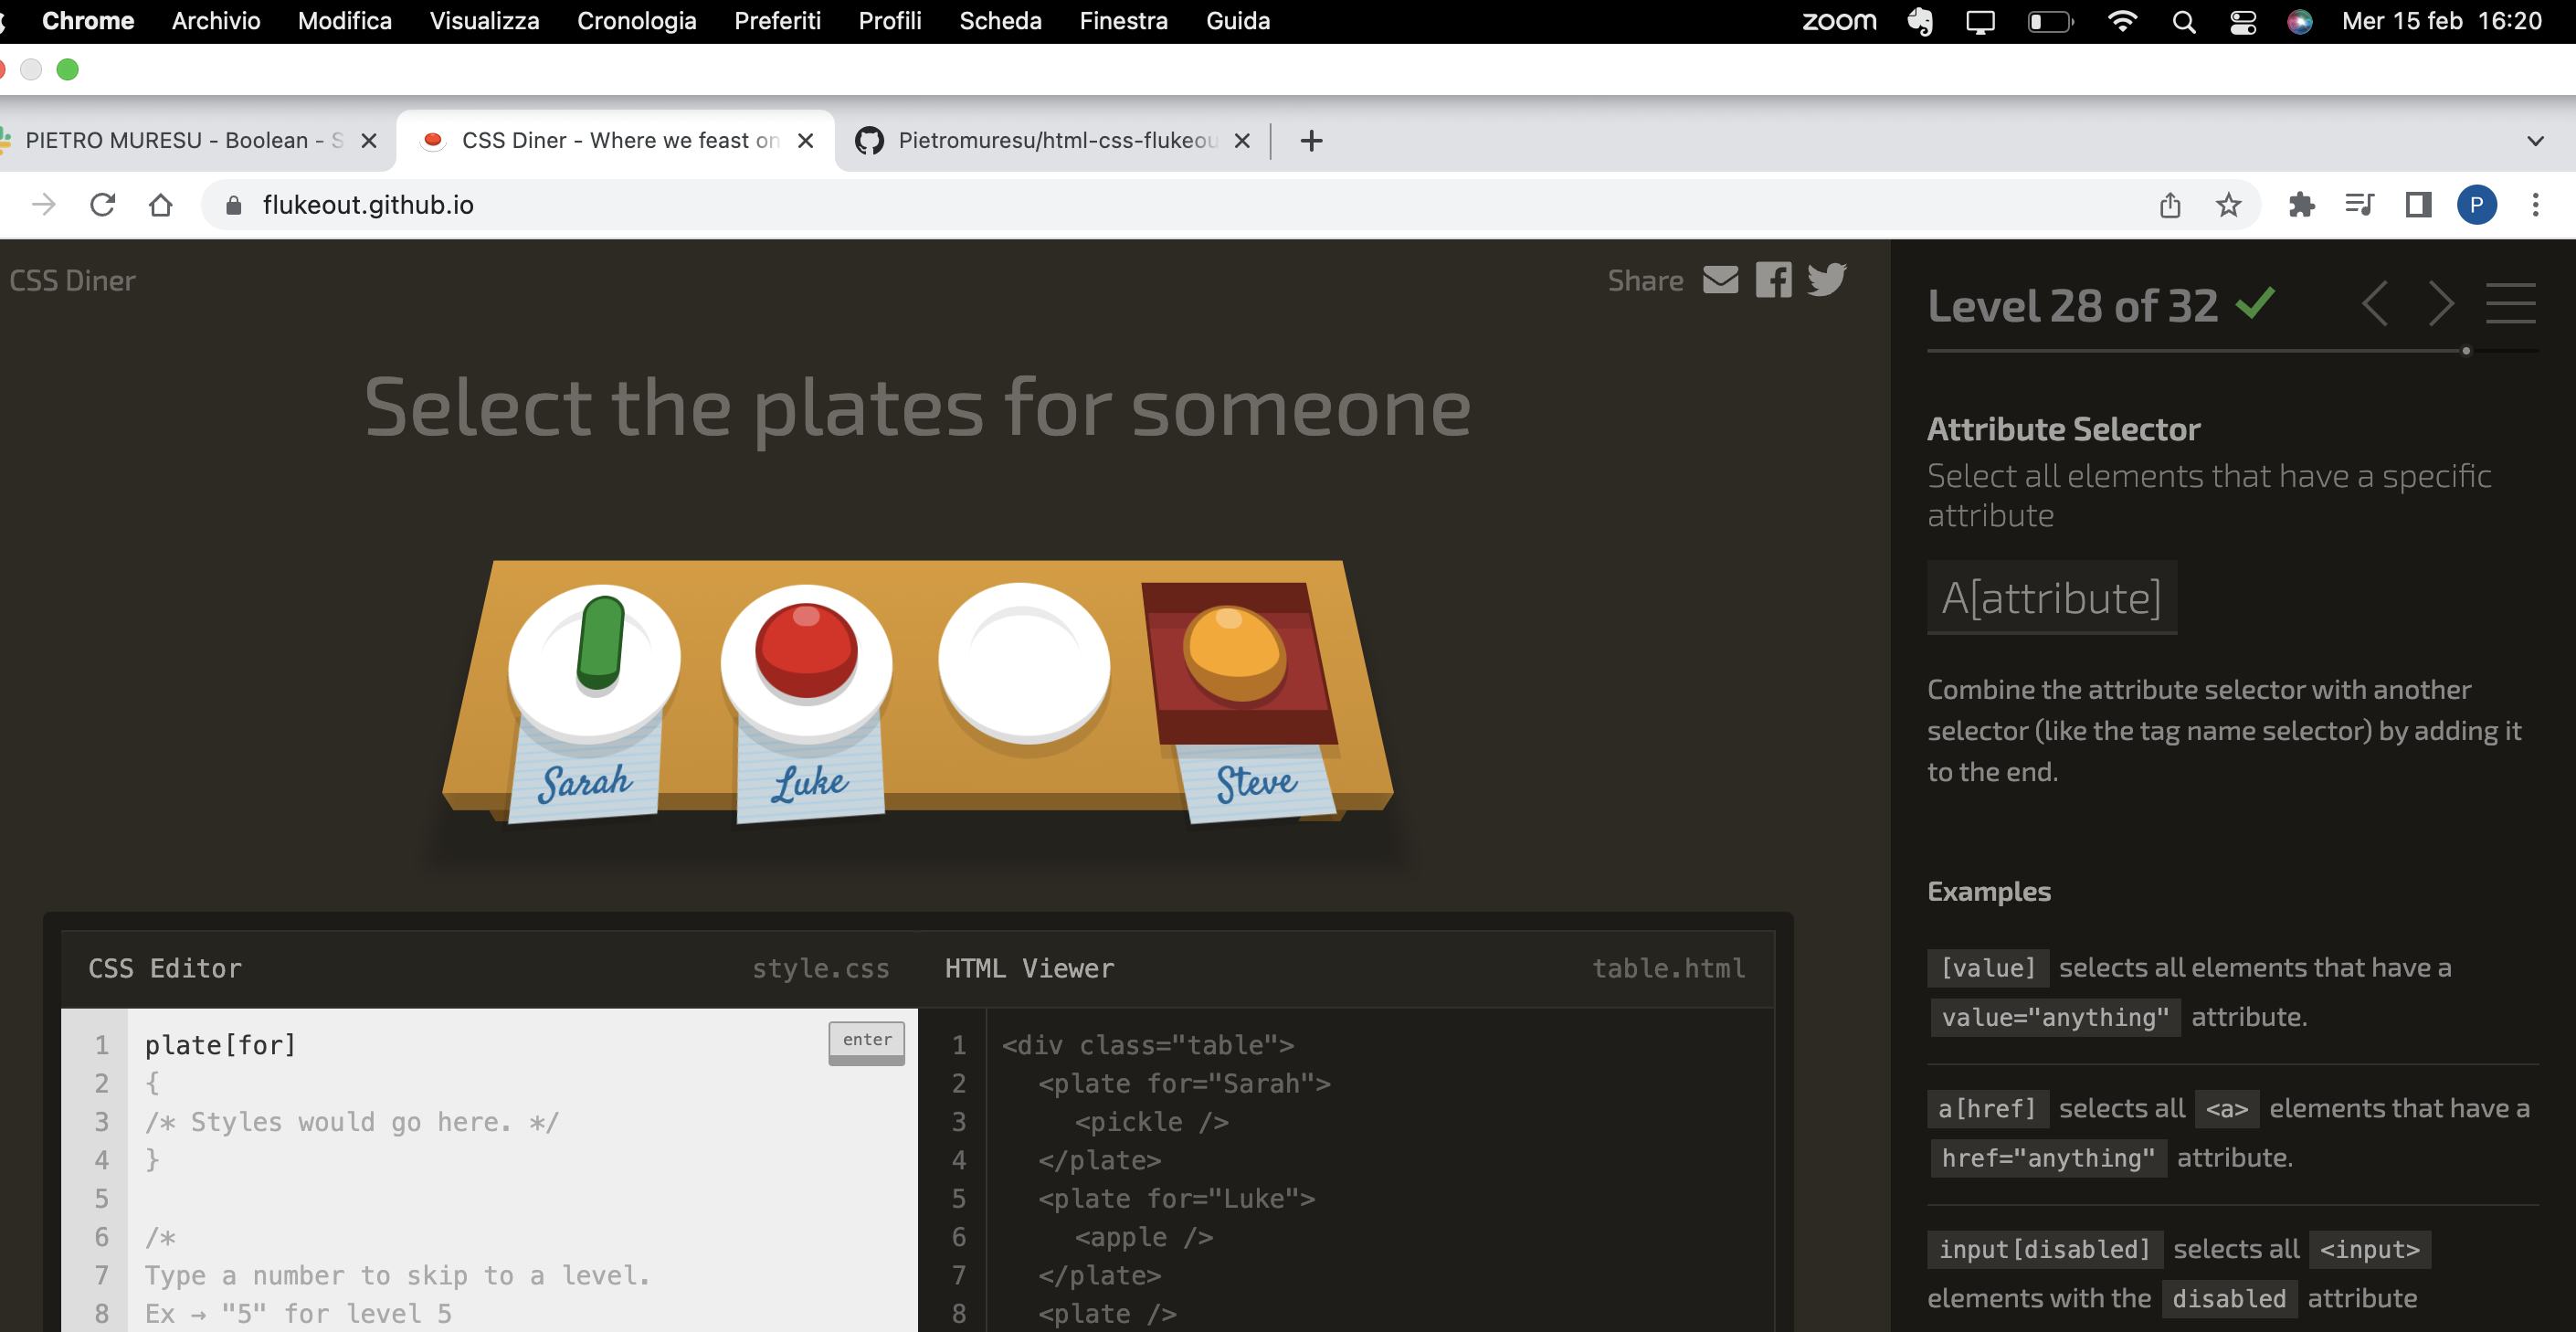 Chrome Archivio Modifica Visualizza Cronologia Preferiti Profili Scheda Finestra Guida zoom Mer 15 feb 16:20
PIETRO MURESU - Boolean - S CSS Diner - Where we feast on Pietromuresu/html-css-flukeou
flukeout.github.io P
CSS Diner Share
Level 28 of 32
Select the plates for someone
Attribute Selector
Select all elements that have a specific
attribute
A[attribute]
Combine the attribute selector with another
selector (like the tag name selector) by adding it
to the end.
Sarah Luke Steve
Examples
[value] selects all elements that have a
value="anything" attribute.
a[href] selects all <a> elements that have a
href="anything" attribute.
input[disabled] selects all <input>
elements with the disabled attribute
CSS Editor style.css
1 plate[for] enter
2 {
3 /* Styles would go here. */
4 }
5
6 /*
7 Type a number to skip to a level.
8 Ex → "5" for level 5
HTML Viewer table.html
1 <div class="table">
2 <plate for="Sarah">
3 <pickle />
4 </plate>
5 <plate for="Luke">
6 <apple />
7 </plate>
8 <plate />